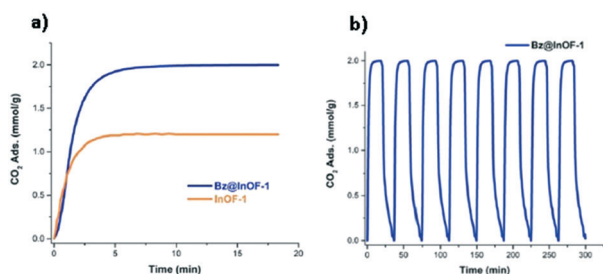 a)
CO2 Ads. (mmol/g)
2.0
1.5
1.0
0.5
0.0
Bz@InOF-1
InOF-1
0 5 10 15 20
Time (min)
b)
Bz@InOF-1
CO2 Ads. (mmol/g)
2.0
1.5
1.0
0.5
0.0
0 50 100 150 200 250 300
Time (min)